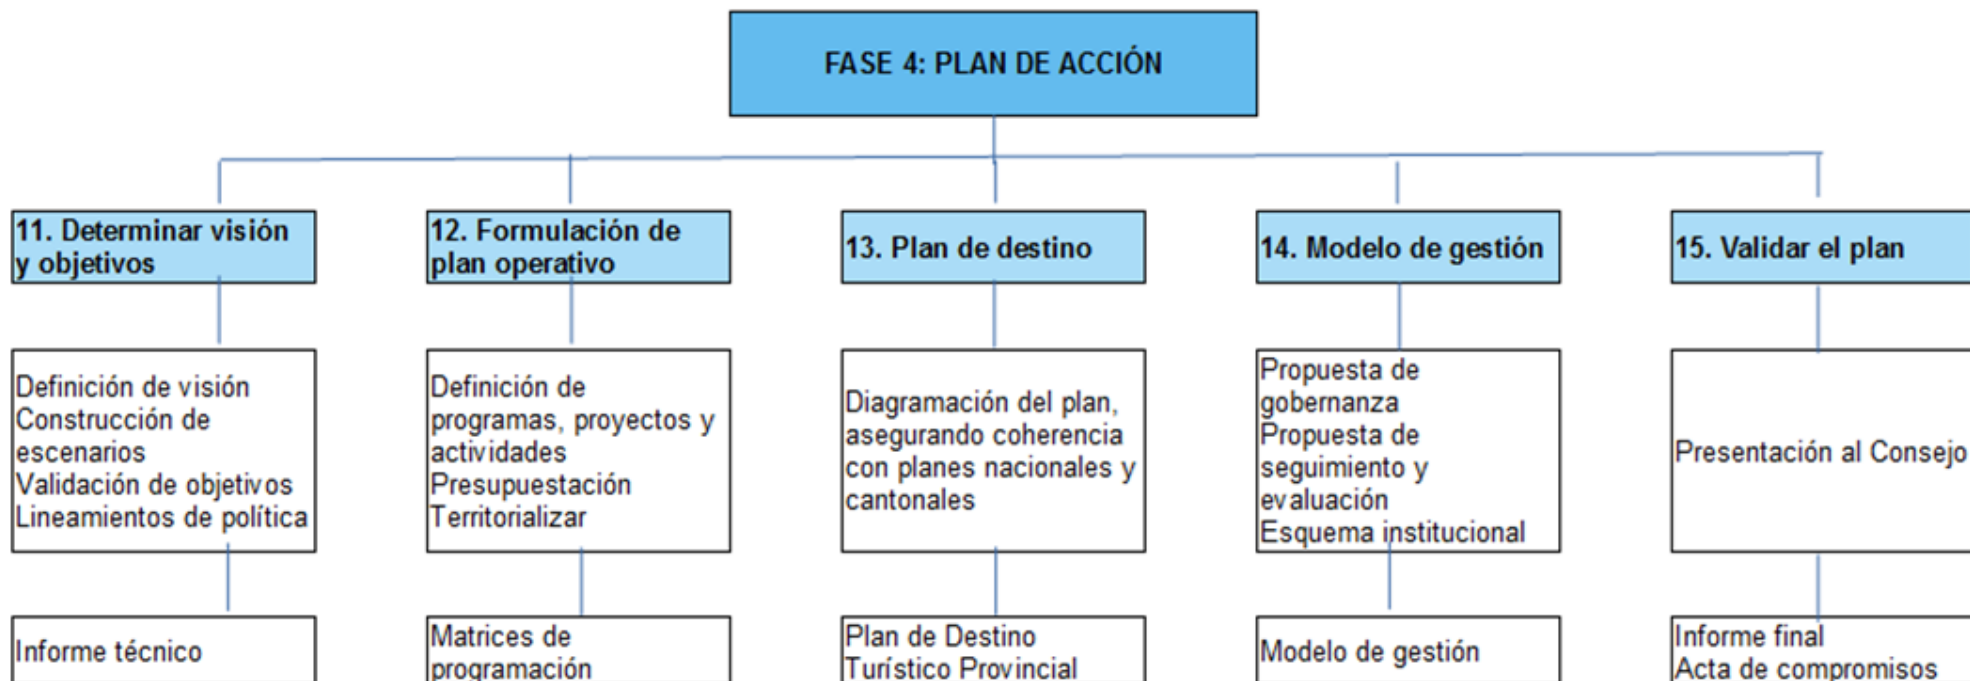 FASE 4: PLAN DE ACCIÓN
11. Determinar visión
y objetivos
12. Formulación de
plan operativo
13. Plan de destino
14. Modelo de gestión
15. Validar el plan
Definición de visión
Construcción de
escenarios
Validación de objetivos
Lineamientos de política
Definición de
programas, proyectos y
actividades
Presupuestación
Territorializar
Diagramación del plan,
asegurando coherencia
con planes nacionales y
cantonales
Propuesta de
gobernanza
Propuesta de
seguimiento y
evaluación
Esquema institucional
Presentación al Consejo
Informe técnico
Matrices de
programación
Plan de Destino
Turístico Provincial
Modelo de gestión
Informe final
Acta de compromisos